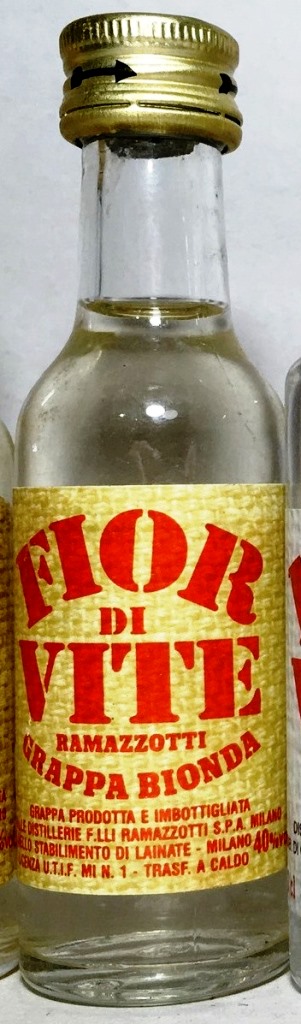 FIOR
DI
VITE
RAMAZZOTTI
GRAPPA BIONDA
GRAPPA PRODOTTA E IMBOTTIGLIATA
DISTILLERIE F.LLI RAMAZZOTTI S.P.A. MILANO
STABILIMENTO DI LAINATE - MILANO 40%
U.T.I.F. MI N. 1 - TRASF. A CALDO